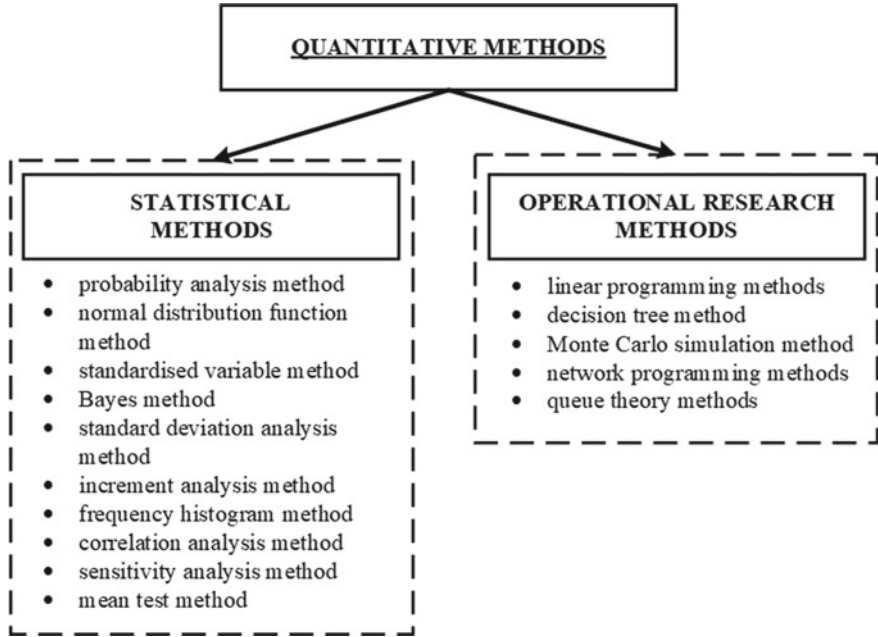 QUANTITATIVE METHODS
STATISTICAL
METHODS
• probability analysis method
• normal distribution function
method
• standardised variable method
• Bayes method
• standard deviation analysis
method
• increment analysis method
• frequency histogram method
• correlation analysis method
• sensitivity analysis method
• mean test method
OPERATIONAL RESEARCH
METHODS
• linear programming methods
• decision tree method
• Monte Carlo simulation method
• network programming methods
• queue theory methods